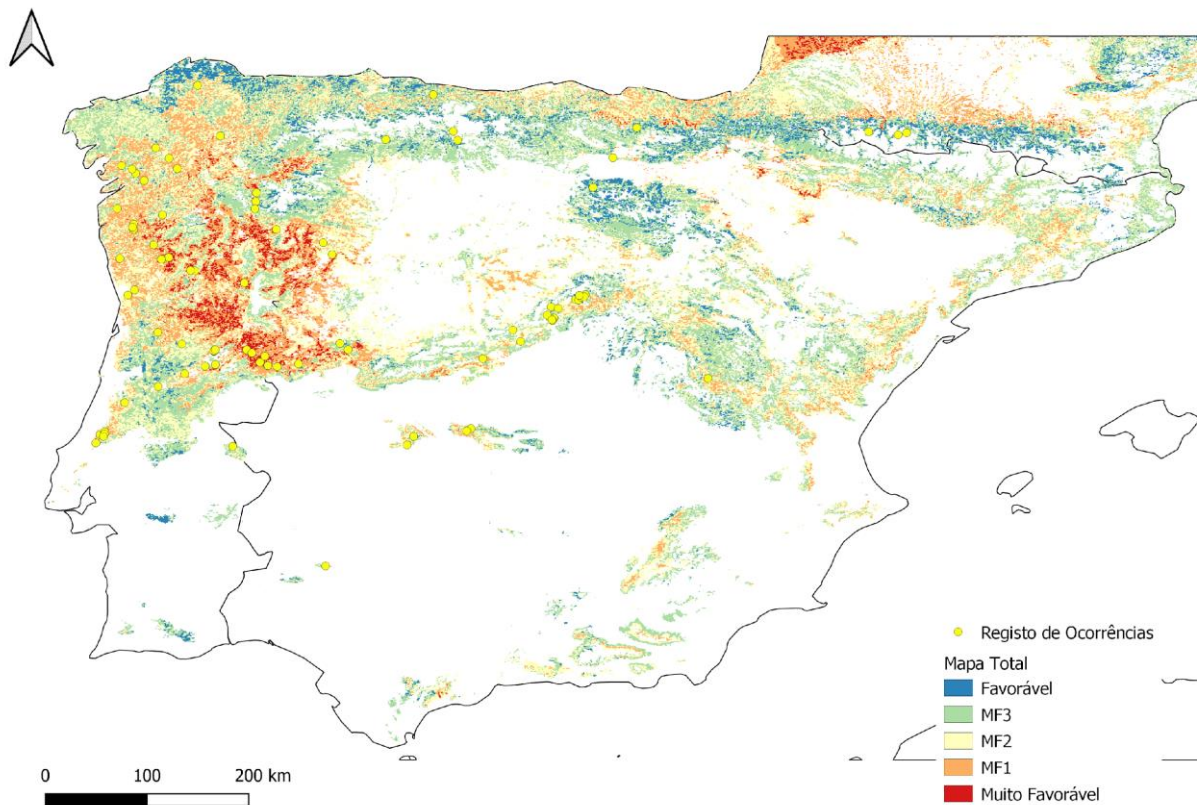 Registo de Ocorrências
Mapa Total
Favorável
MF3
MF2
MF1
Muito Favorável
0 100 200 km